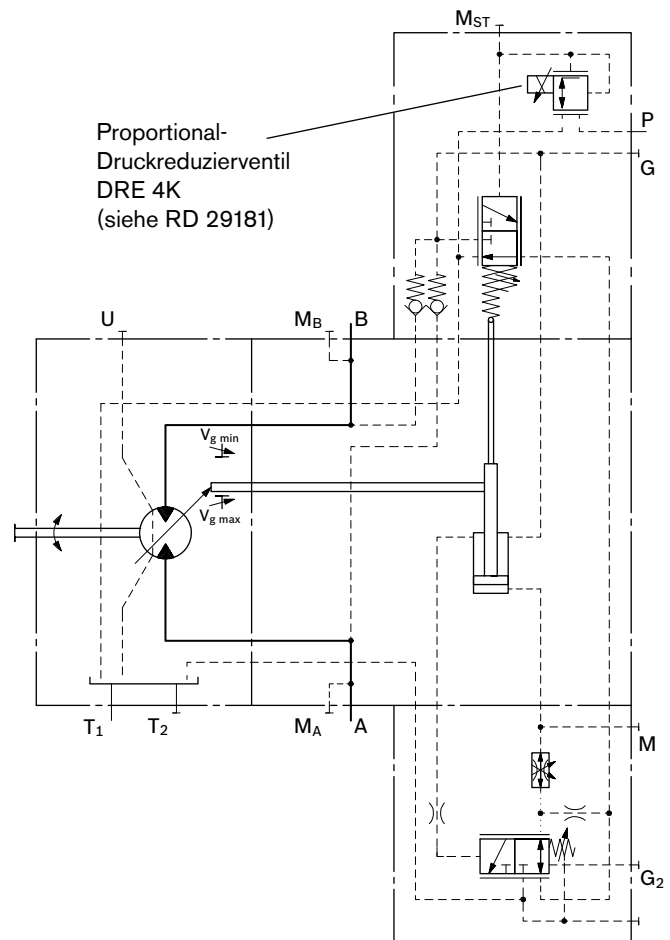 M_ST
Proportional-
Druckreduzierventil
DRE 4K
(siehe RD 29181)
P
G
U
M_B
B
V_g min
V_g max
T_1
T_2
M_A
A
M
G_2